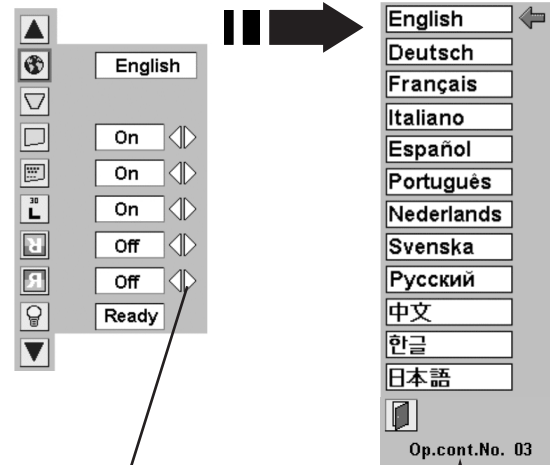 English
On
On
30
L
On
R
Off
R
Off
Ready
English
Deutsch
Français
Italiano
Español
Português
Nederlands
Svenska
Русский
中文
한글
日本語
Op.cont.No. 03